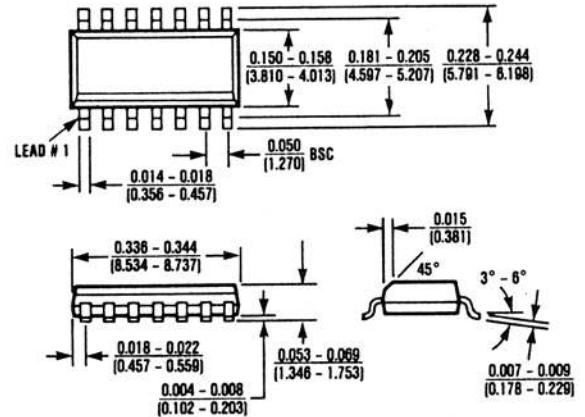 0.150 – 0.158
(3.810 – 4.013)
0.181 – 0.205
(4.597 – 5.207)
0.228 – 0.244
(5.791 – 6.198)
LEAD # 1
0.050
(1.270)
BSC
0.014 – 0.018
(0.356 – 0.457)
0.336 – 0.344
(8.534 – 8.737)
0.015
(0.381)
45°
3° – 6°
0.018 – 0.022
(0.457 – 0.559)
0.053 – 0.069
(1.346 – 1.753)
0.004 – 0.008
(0.102 – 0.203)
0.007 – 0.009
(0.178 – 0.229)